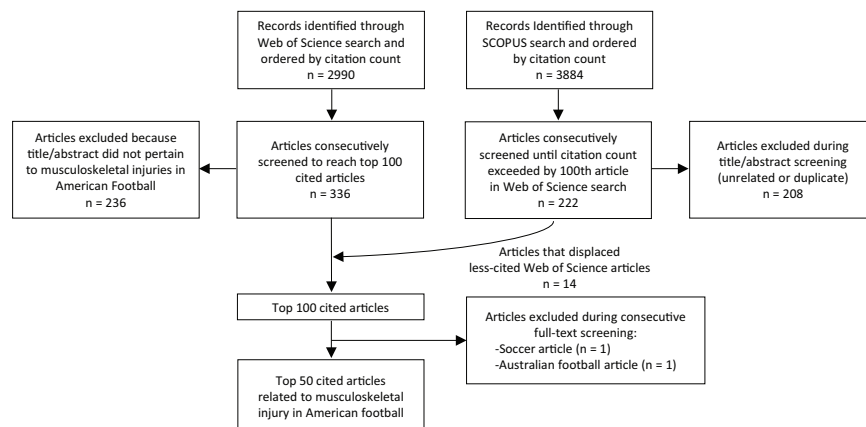 Records identified through
Web of Science search and
ordered by citation count
n = 2990
Records Identified through
SCOPUS search and ordered
by citation count
n = 3884
Articles excluded because
title/abstract did not pertain
to musculoskeletal injuries in
American Football
n = 236
Articles consecutively
screened to reach top 100
cited articles
n = 336
Articles consecutively
screened until citation count
exceeded by 100th article
in Web of Science search
n = 222
Articles excluded during
title/abstract screening
(unrelated or duplicate)
n = 208
Articles that displaced
less-cited Web of Science articles
n = 14
Top 100 cited articles
Articles excluded during consecutive
full-text screening:
-Soccer article (n = 1)
-Australian football article (n = 1)
Top 50 cited articles
related to musculoskeletal
injury in American football